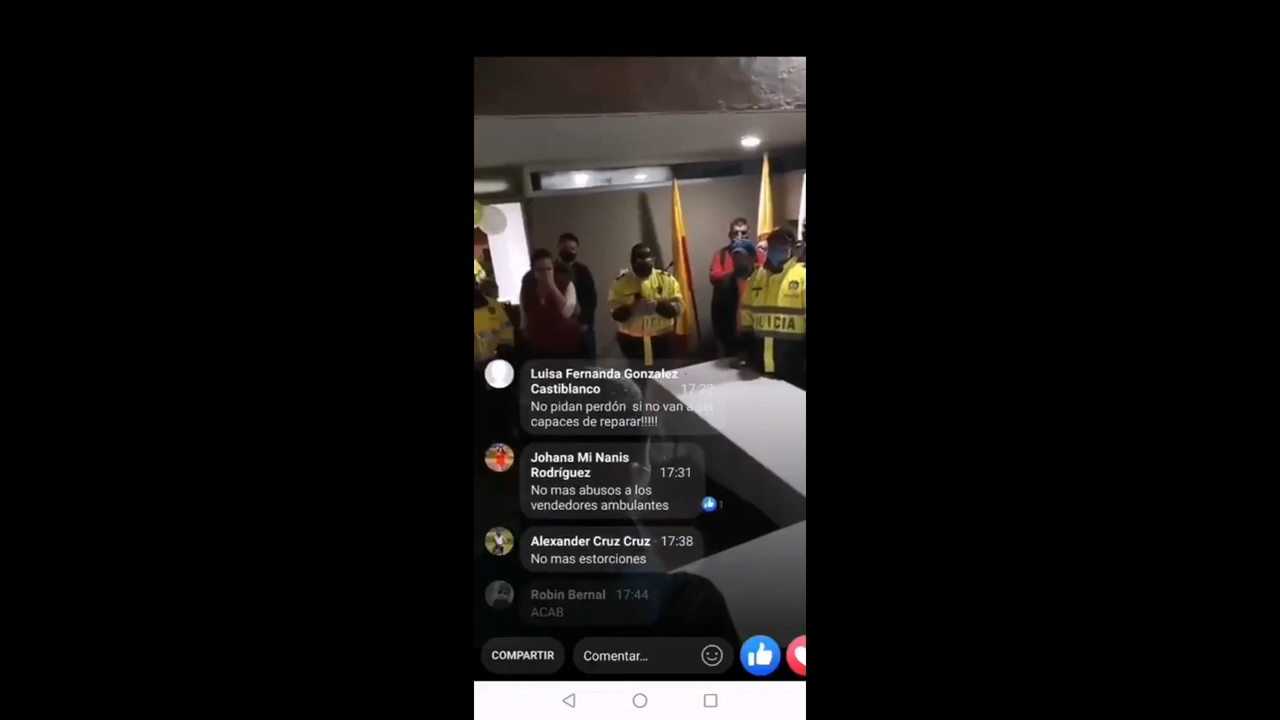 LICIA
Luisa Fernanda Gonzalez
Castiblanco
No pidan perdón si no van a
capaces de reparar!!!!!
Johana Mi Nanis
Rodríguez 17:31
No mas abusos a los
vendedores ambulantes
1
Alexander Cruz Cruz · 17:38
No mas estorciones
Robin Bernal 17:44
ACAB
COMPARTIR
Comentar...